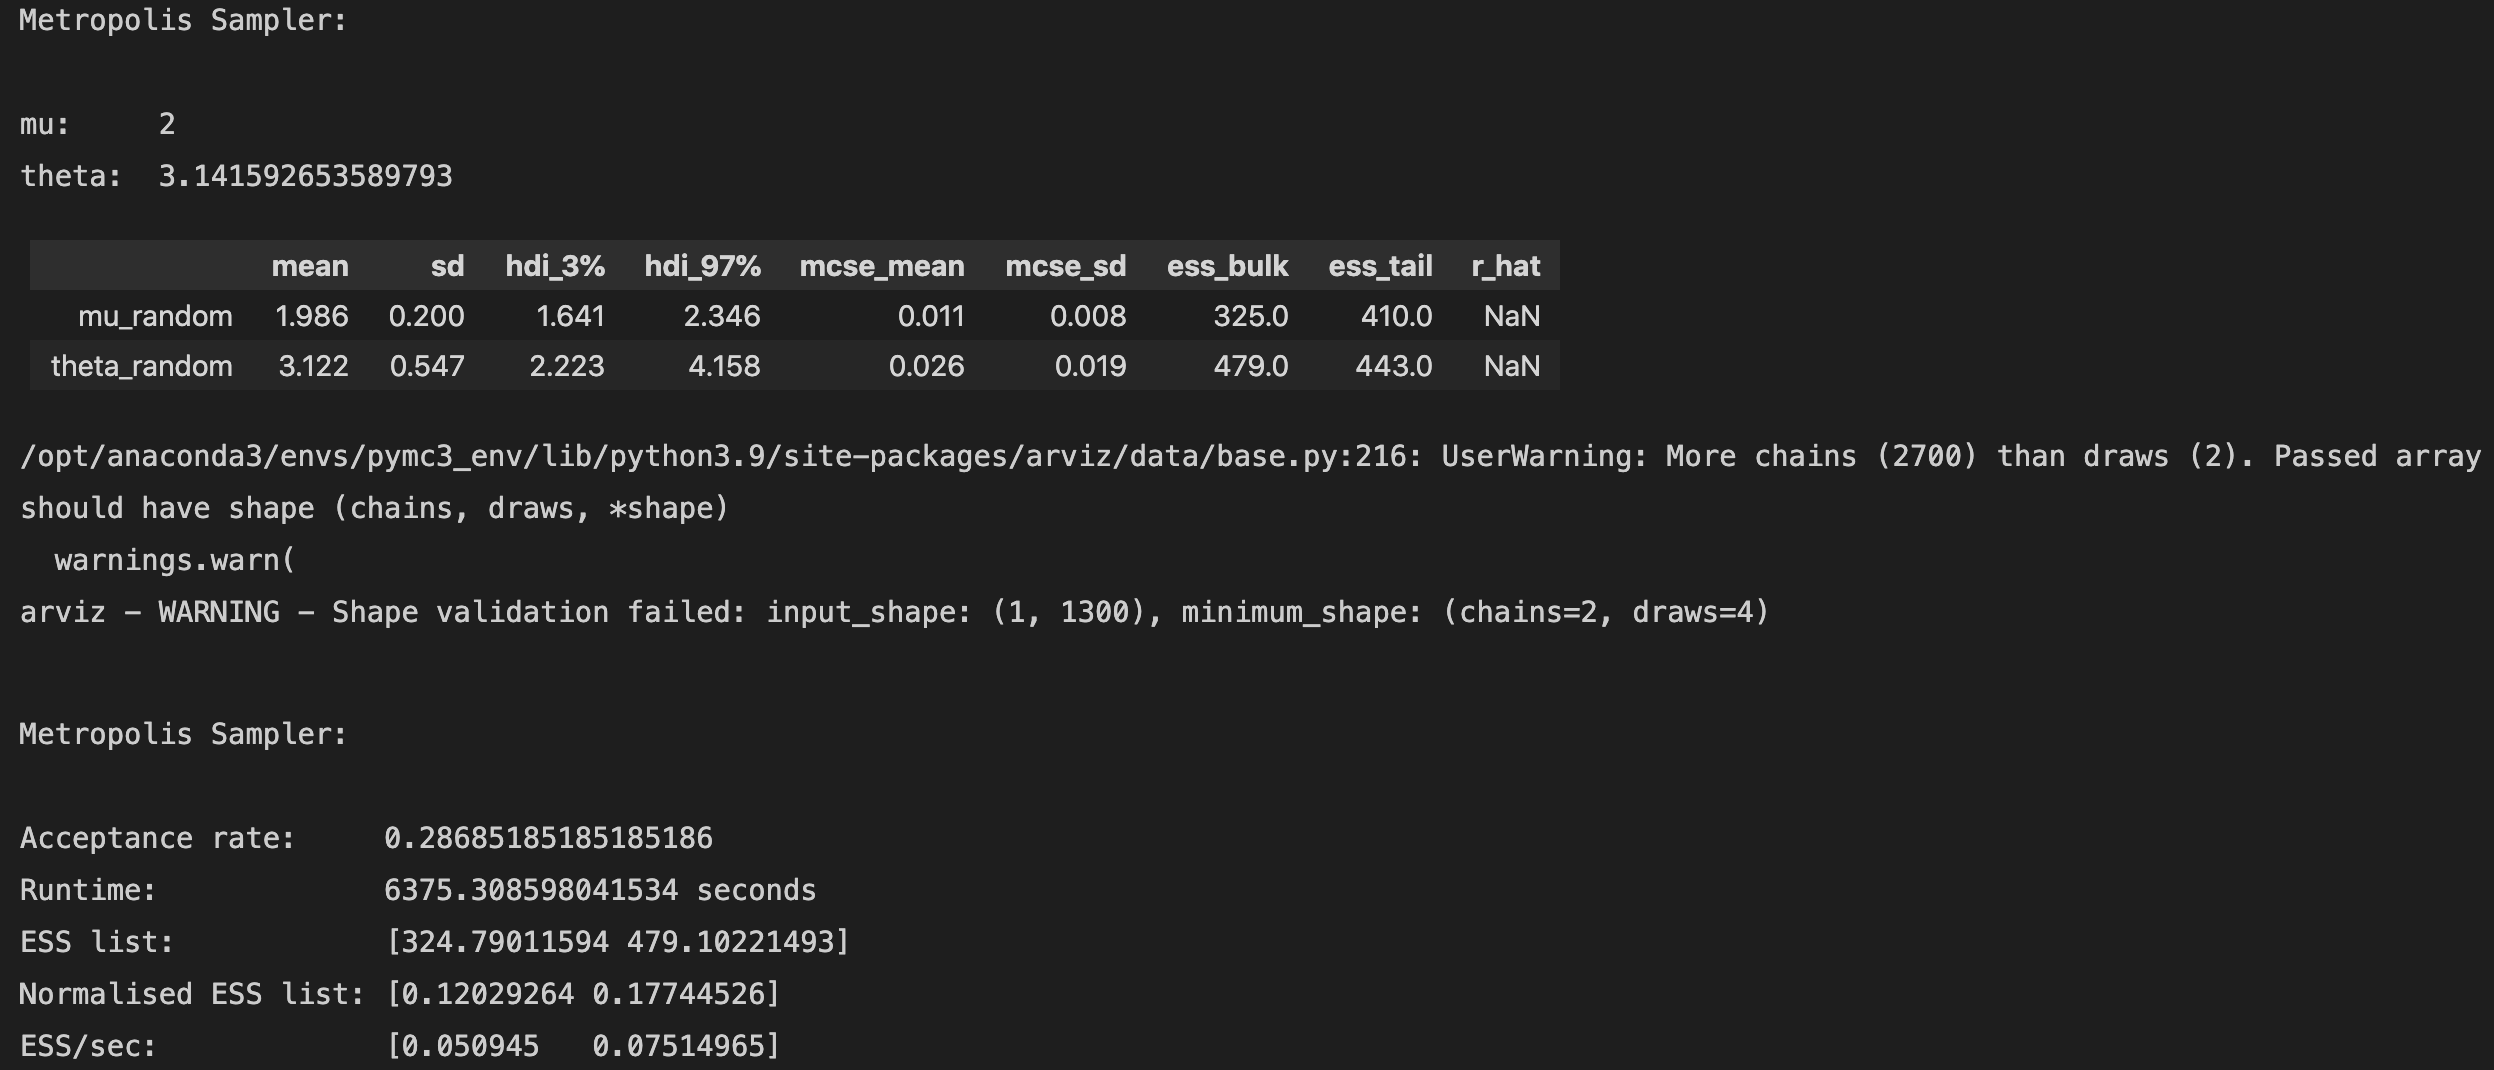 Metropolis Sampler:
mu:     2
theta:  3.141592653589793
mean sd hdi_3% hdi_97% mcse_mean mcse_sd ess_bulk ess_tail r_hat
mu_random 1.986 0.200 1.641 2.346 0.011 0.008 325.0 410.0 NaN
theta_random 3.122 0.547 2.223 4.158 0.026 0.019 479.0 443.0 NaN
/opt/anaconda3/envs/pymc3_env/lib/python3.9/site-packages/arviz/data/base.py:216: UserWarning: More chains (2700) than draws (2). Passed array
should have shape (chains, draws, *shape)
  warnings.warn(
arviz - WARNING - Shape validation failed: input_shape: (1, 1300), minimum_shape: (chains=2, draws=4)
Metropolis Sampler:
Acceptance rate:     0.28685185185185186
Runtime:             6375.308598041534 seconds
ESS list:            [324.79011594 479.10221493]
Normalised ESS list: [0.12029264 0.17744526]
ESS/sec:             [0.050945   0.07514965]